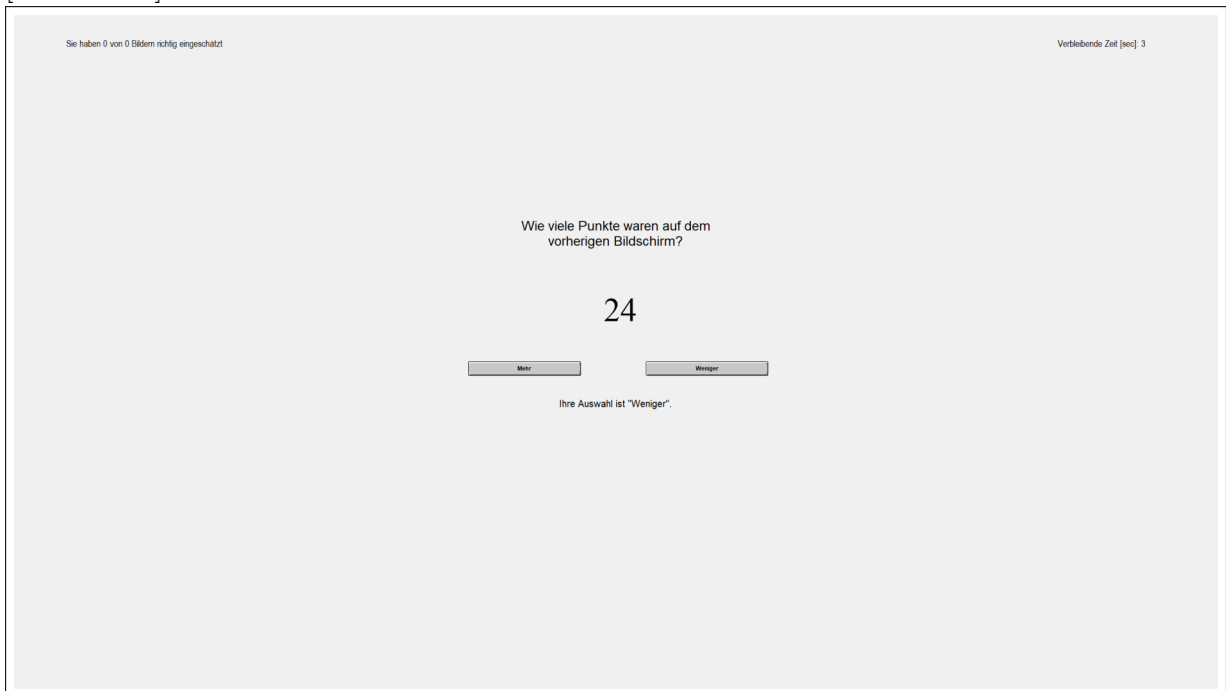 Sie haben 0 von 0 Bildern richtig eingeschätzt
Verbleibende Zeit [sec]: 3
Wie viele Punkte waren auf dem
vorherigen Bildschirm?
24
Mehr
Weniger
Ihre Auswahl ist "Weniger".